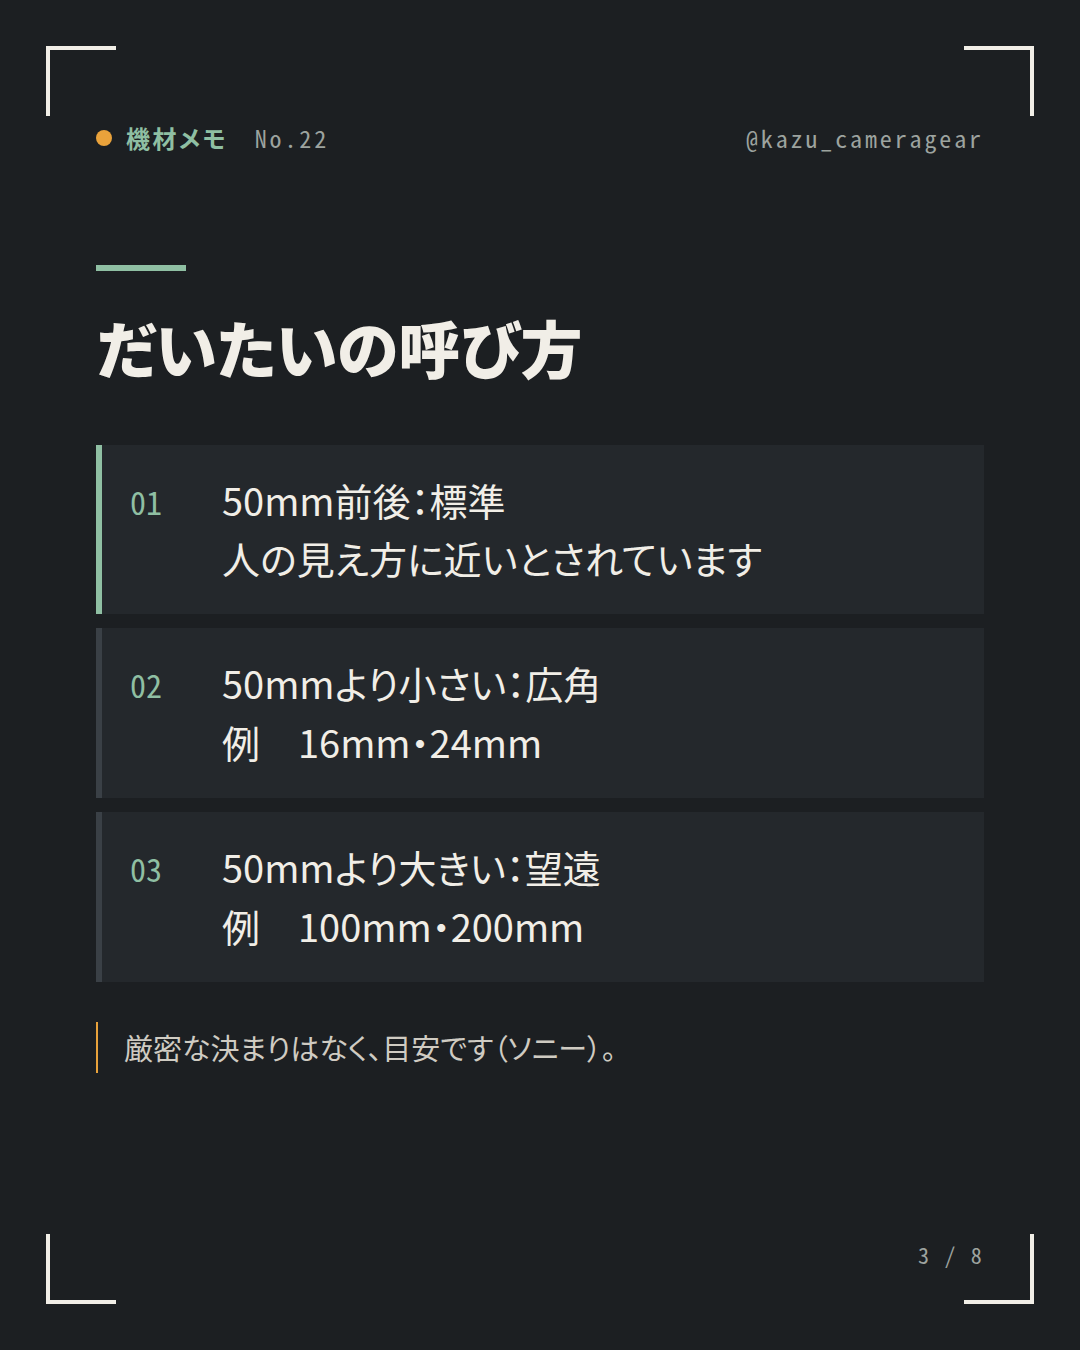 機材メモ No.22
@kazu_cameragear
だいたいの呼び方
01
50mm前後：標準
人の見え方に近いとされています
02
50mmより小さい：広角
例　16mm・24mm
03
50mmより大きい：望遠
例　100mm・200mm
厳密な決まりはなく、目安です（ソニー）。
3 / 8